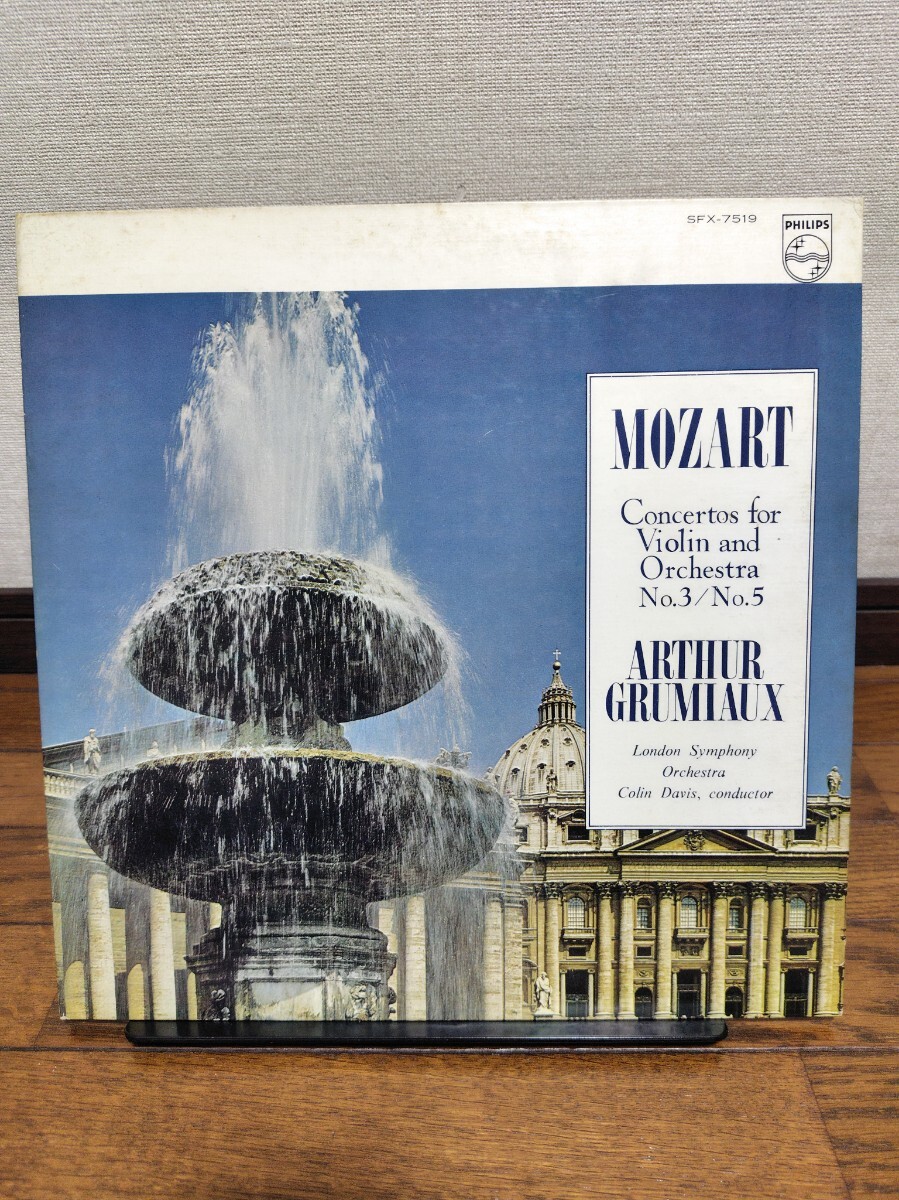 SFX-7519
PHILIPS
MOZART
Concertos for
Violin and
Orchestra
No.3/No.5
ARTHUR
GRUMIAUX
London Symphony
Orchestra
Colin Davis, conductor